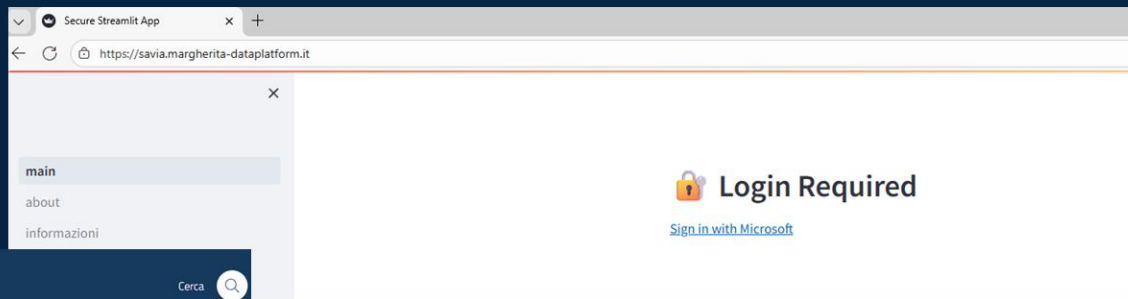 Secure Streamlit App
https://savia.margherita-dataplatform.it
main
about
informazioni
Login Required
Sign in with Microsoft
Cerca